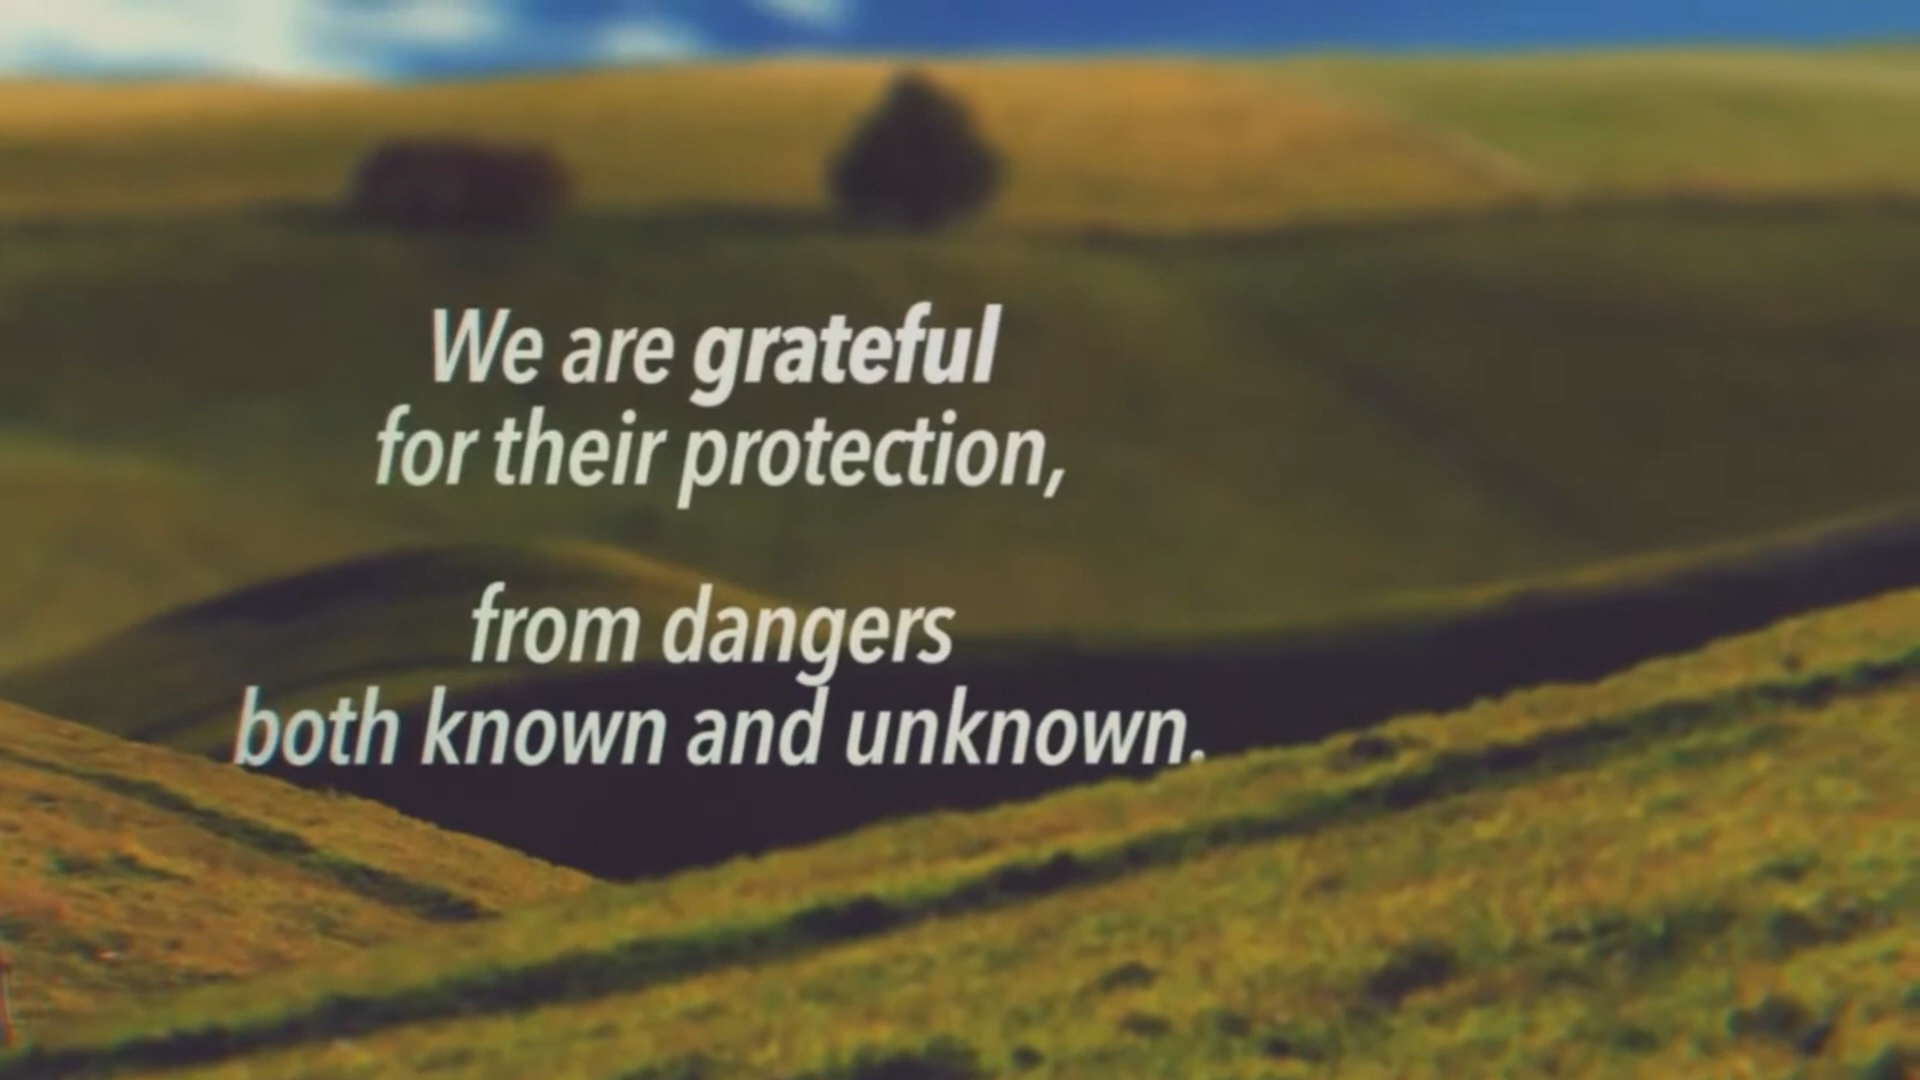 We are grateful
for their protection,
from dangers
both known and unknown.